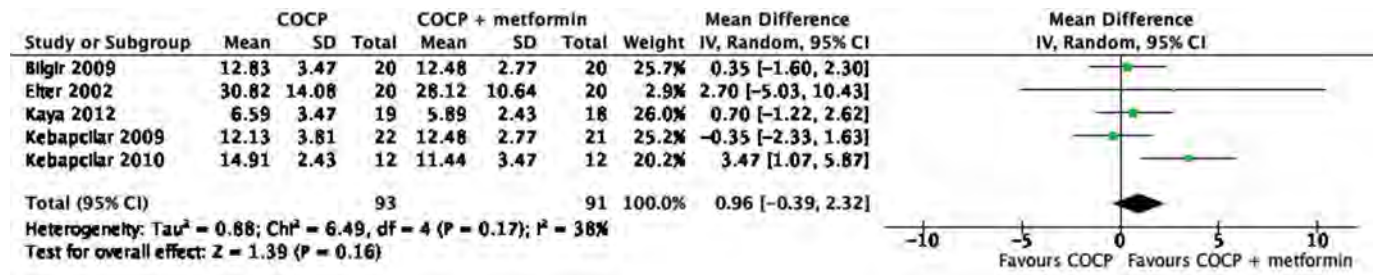 COCP COCP + metformin Mean Difference Mean Difference
Study or Subgroup Mean SD Total Mean SD Total Weight IV, Random, 95% CI IV, Random, 95% CI
Bilgir 2009 12.83 3.47 20 12.48 2.77 20 25.7% 0.35 [−1.60, 2.30]
Elter 2002 30.82 14.08 20 28.12 10.64 20 2.9% 2.70 [−5.03, 10.43]
Kaya 2012 6.59 3.47 19 5.89 2.43 18 26.0% 0.70 [−1.22, 2.62]
Kebapcilar 2009 12.13 3.81 22 12.48 2.77 21 25.2% −0.35 [−2.33, 1.63]
Kebapcilar 2010 14.91 2.43 12 11.44 3.47 12 20.2% 3.47 [1.07, 5.87]
Total (95% CI) 93 91 100.0% 0.96 [−0.39, 2.32]
Heterogeneity: Tau² = 0.88; Chi² = 6.49, df = 4 (P = 0.17); I² = 38%
Test for overall effect: Z = 1.39 (P = 0.16)
−10 −5 0 5 10
Favours COCP Favours COCP + metformin